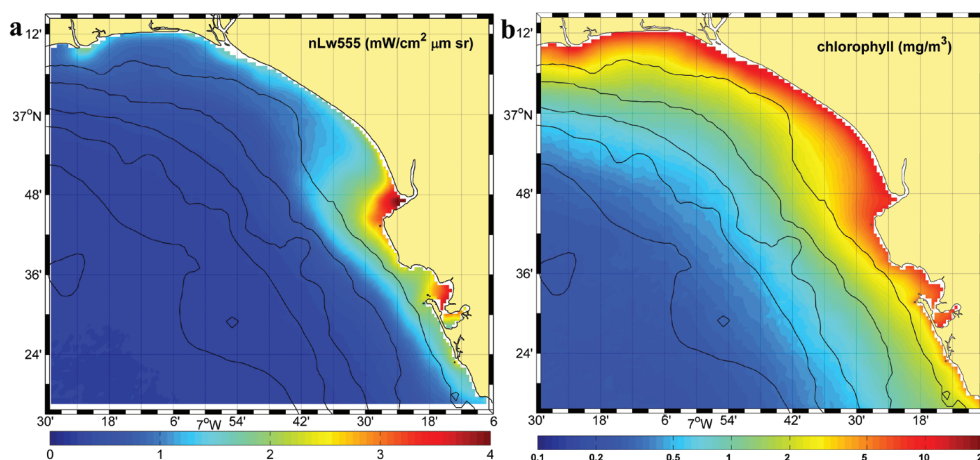 a
nLw555 (mW/cm² μm sr)
12'
37°N
48'
36'
24'
30' 18' 7°W 54' 42' 30' 18' 6
0 1 2 3 4
b
chlorophyll (mg/m³)
12'
37°N
48'
36'
24'
30' 18' 7°W 54' 42' 30' 18'
0.1 0.2 0.5 1 2 5 10